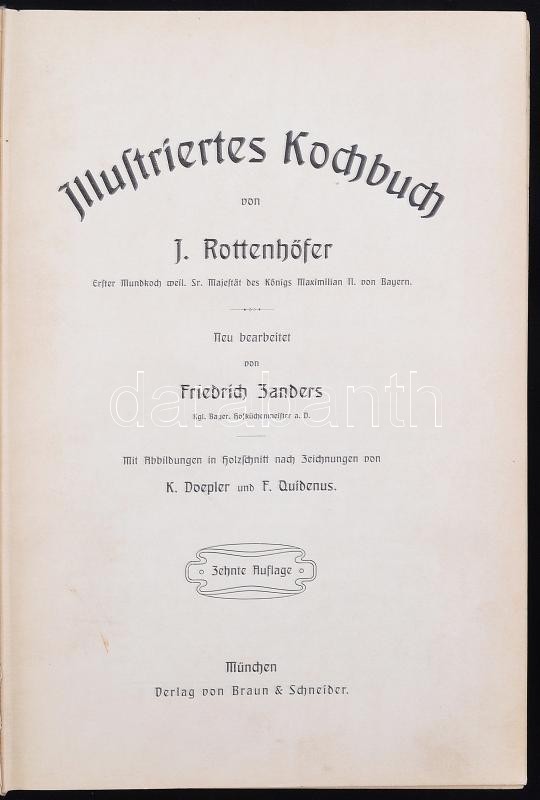 Illuſtriertes Kochbuch
von
J. Rottenhöfer
Erſter Mundkoch weil. Sr. Majeſtät des Königs Maximilian II. von Bayern.
Neu bearbeitet
von
Friedrich Zanders
Kgl. Bayer. Hofküchenmeiſter a. D.
Mit Abbildungen in Holzſchnitt nach Zeichnungen von
K. Doepler und F. Quidenus.
Zehnte Auflage
München
Verlag von Braun & Schneider.
darabanth